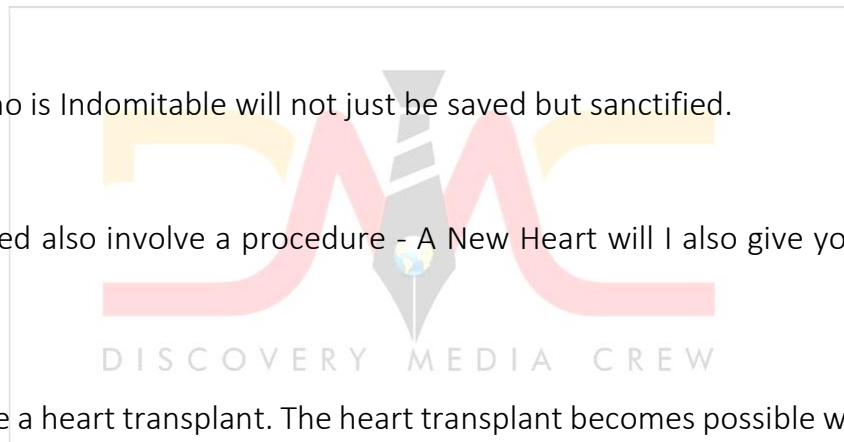 no is Indomitable will not just be saved but sanctified.
ed also involve a procedure - A New Heart will I also give yo
DISCOVERY MEDIA CREW
e a heart transplant. The heart transplant becomes possible w